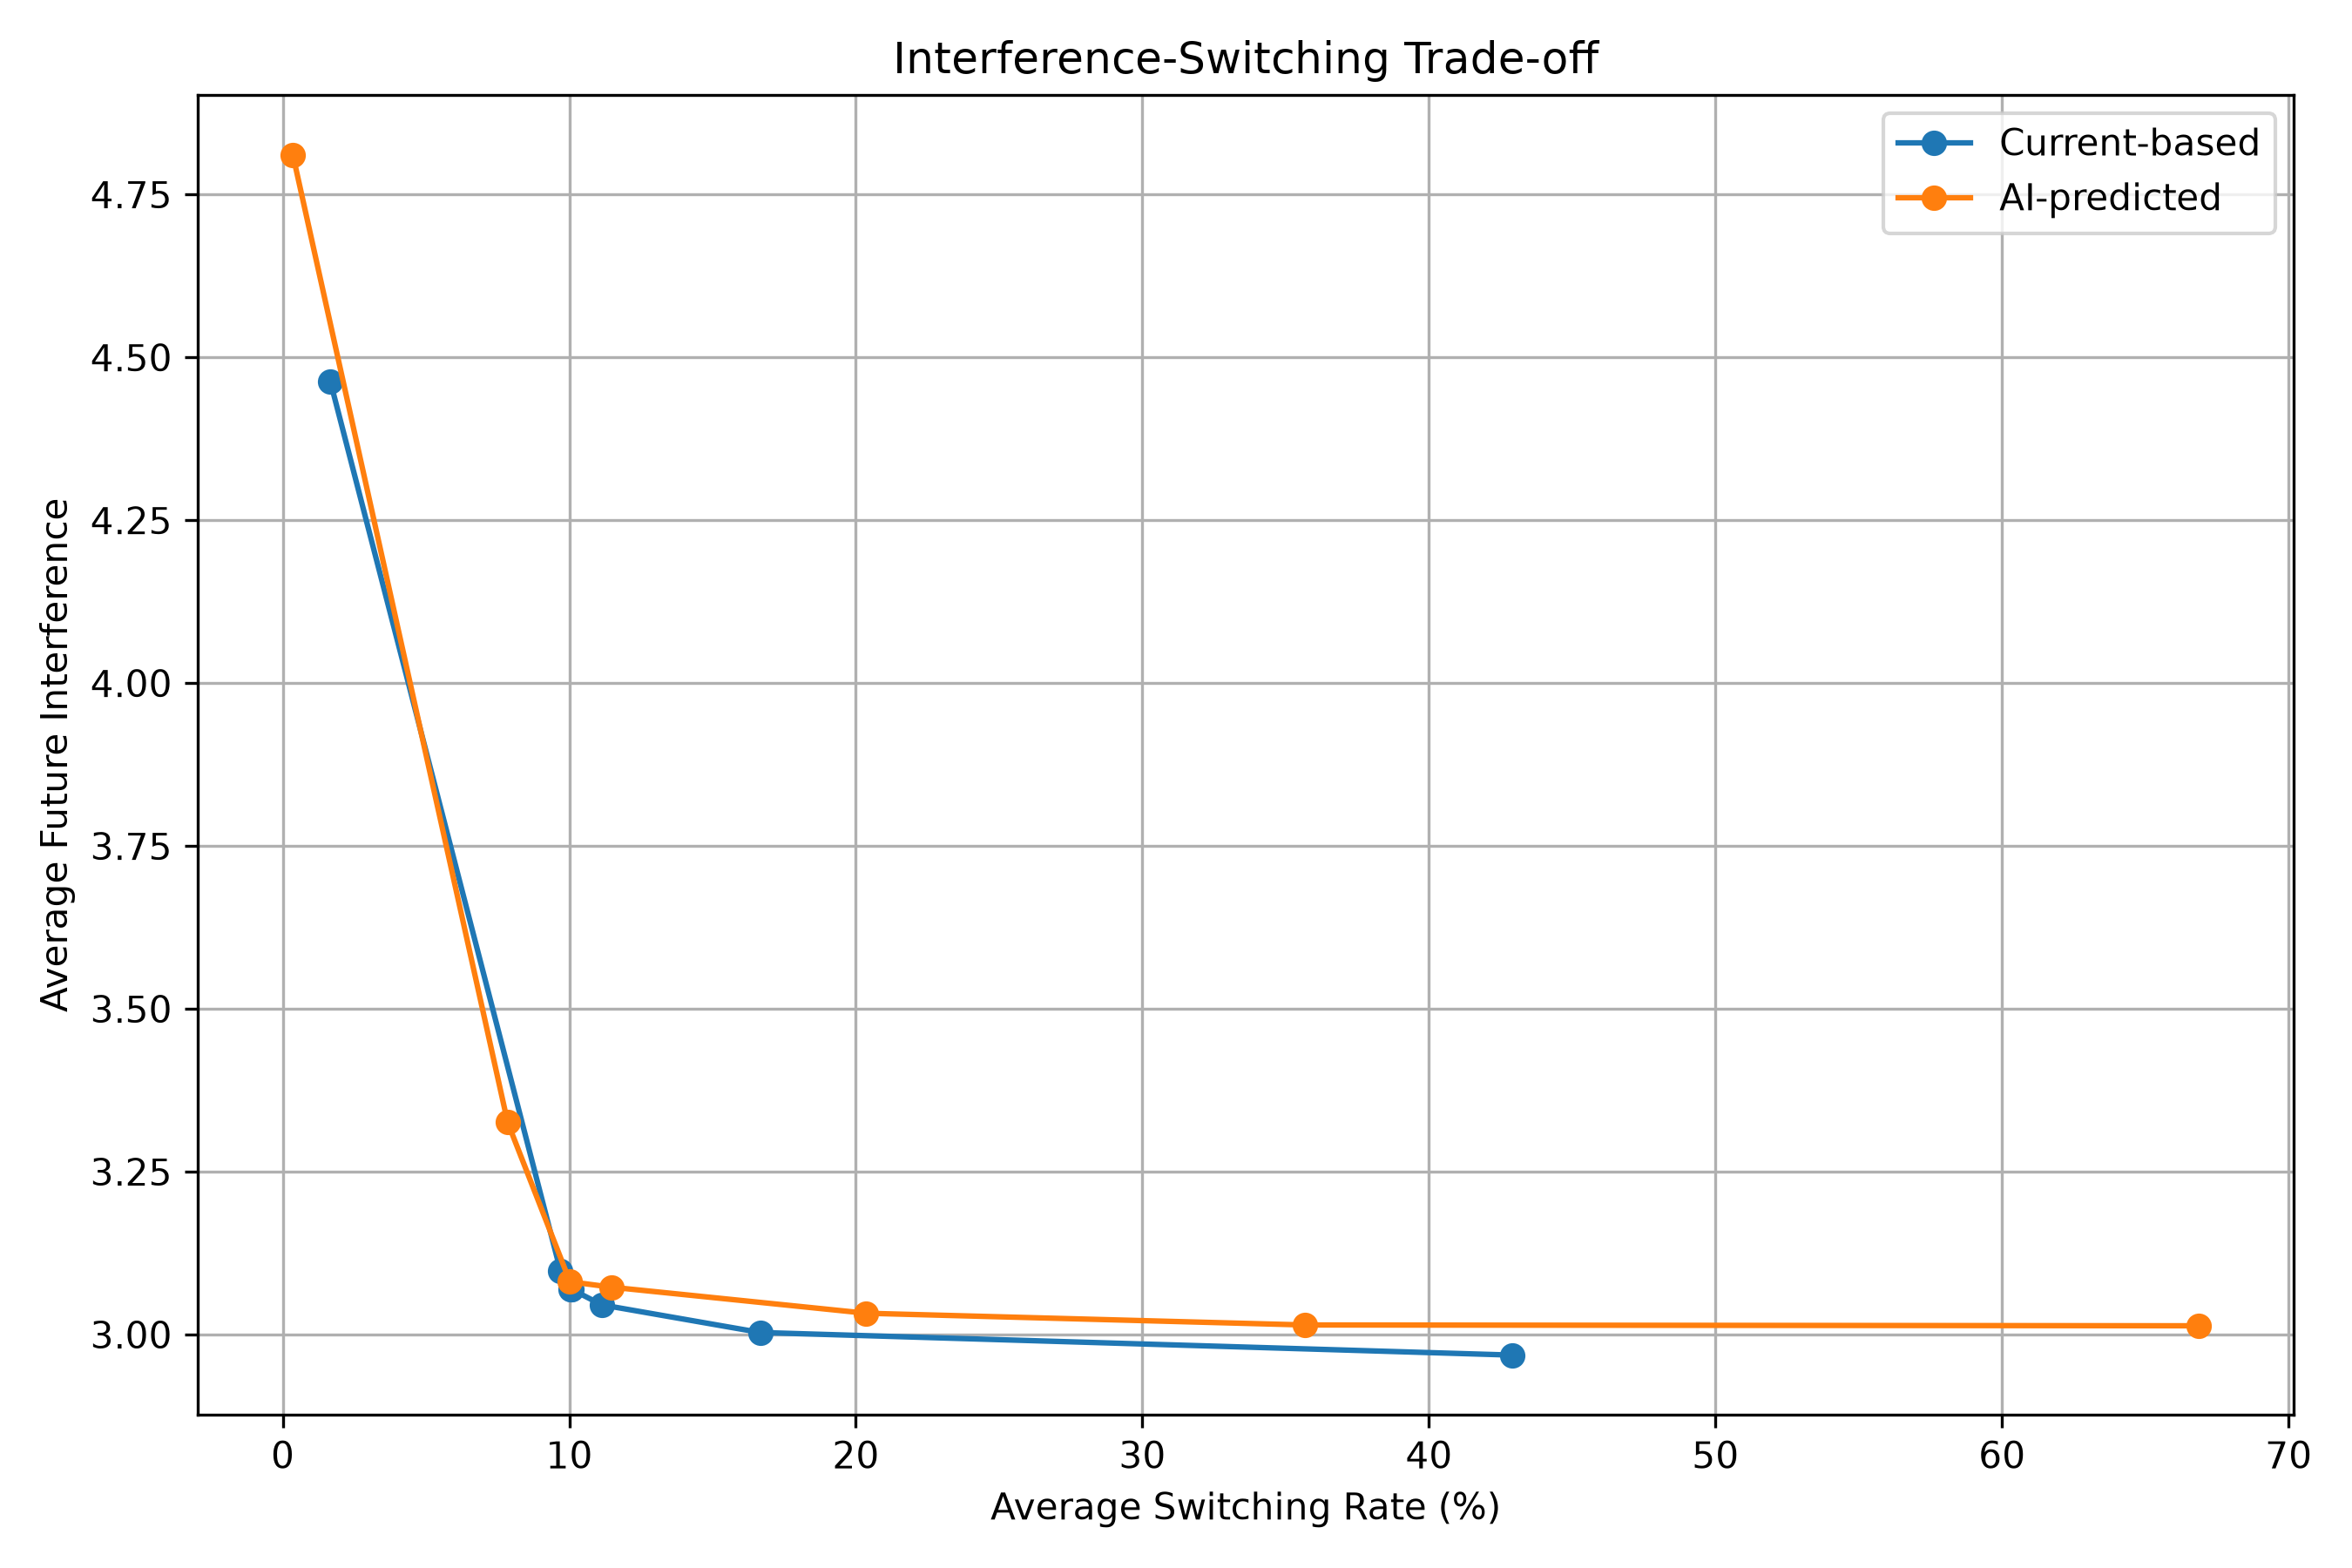 Interference-Switching Trade-off
Current-based
AI-predicted
Average Future Interference
4.75
4.50
4.25
4.00
3.75
3.50
3.25
3.00
0 10 20 30 40 50 60 70
Average Switching Rate (%)